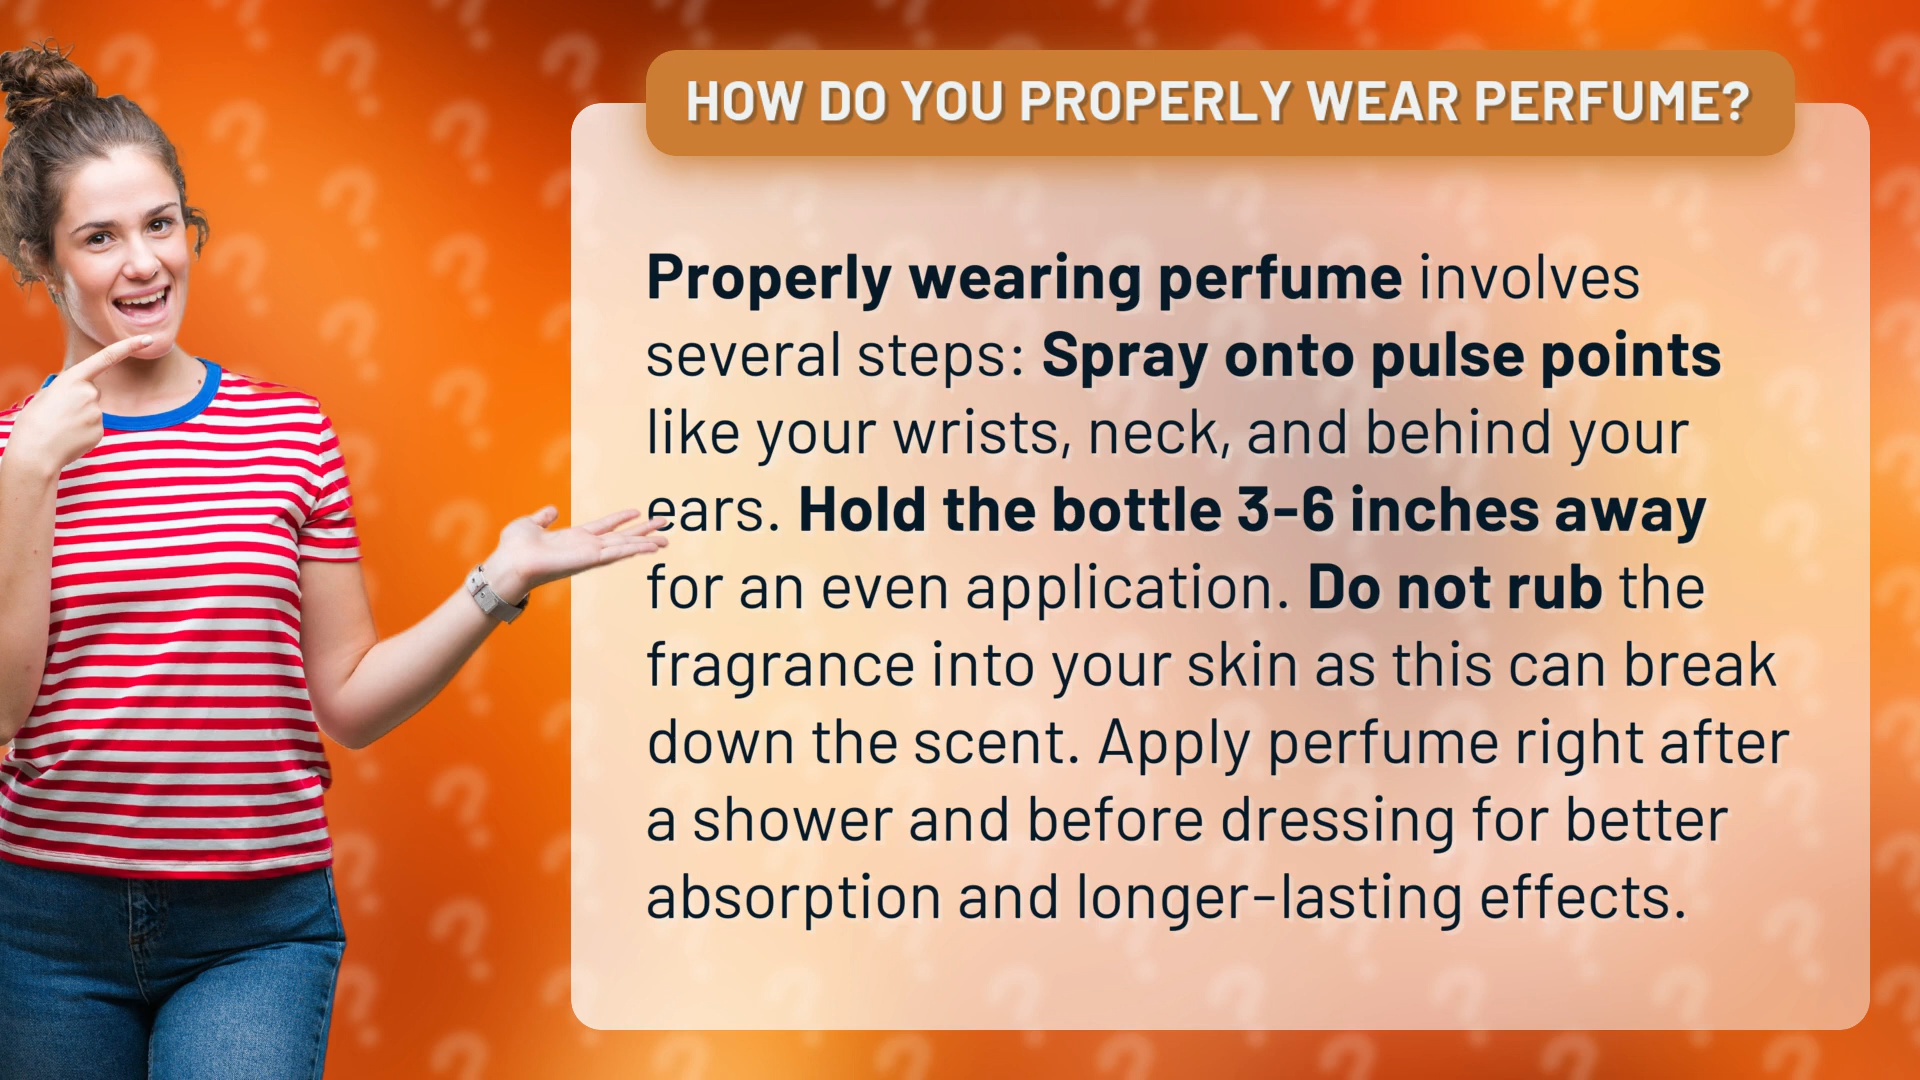 HOW DO YOU PROPERLY WEAR PERFUME?
Properly wearing perfume involves
several steps: Spray onto pulse points
like your wrists, neck, and behind your
ears. Hold the bottle 3-6 inches away
for an even application. Do not rub the
fragrance into your skin as this can break
down the scent. Apply perfume right after
a shower and before dressing for better
absorption and longer-lasting effects.